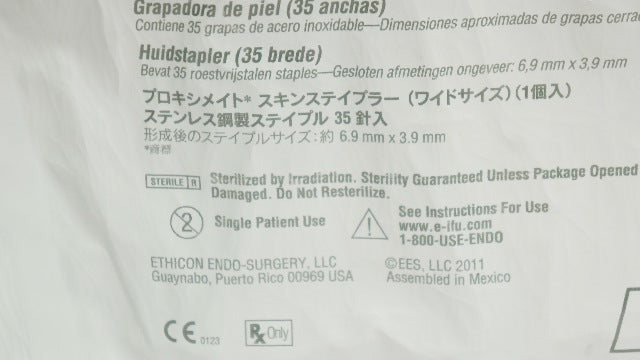 Grapadora de piel (35 anchas)
Contiene 35 grapas de acero inoxidable—Dimensiones aproximadas de grapas
Huidstapler (35 brede)
Bevat 35 roestvrijstalen staples—Gesloten afmetingen ongeveer: 6,9 mm x 3,9 mm
プロキシメイト* スキンステイプラー (ワイドサイズ) (1個入)
ステンレス鋼製ステイプル 35 針入
形成後のステイプルサイズ:約 6.9 mm x 3.9 mm
*商標
STERILE R Sterilized by Irradiation. Sterility Guaranteed Unless Package Opened
Damaged. Do Not Resterilize.
2 Single Patient Use
See Instructions For Use
www.e-ifu.com
1-800-USE-ENDO
ETHICON ENDO-SURGERY, LLC
Guaynabo, Puerto Rico 00969 USA
©EES, LLC 2011
Assembled in Mexico
CE 0123
Rx Only